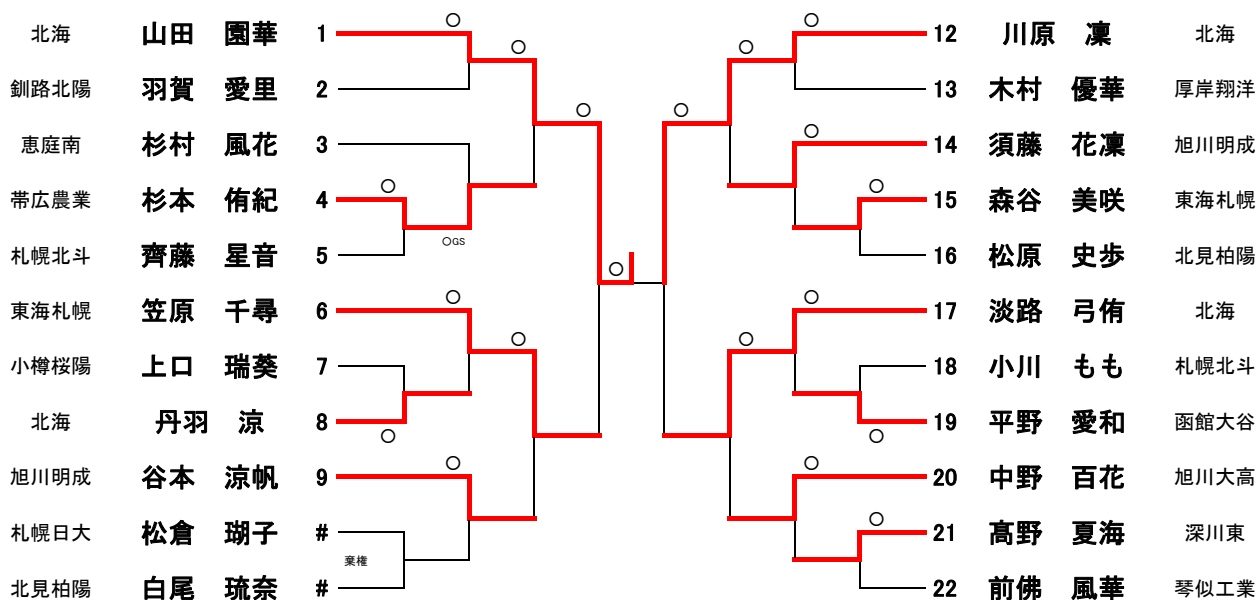 北海 山田 園華 1 12 川原 凜 北海
釧路北陽 羽賀 愛里 2 13 木村 優華 厚岸翔洋
恵庭南 杉村 風花 3 14 須藤 花凜 旭川明成
帯広農業 杉本 侑紀 4 15 森谷 美咲 東海札幌
○GS
札幌北斗 齊藤 星音 5 16 松原 史歩 北見柏陽
東海札幌 笠原 千尋 6 17 淡路 弓侑 北海
小樽桜陽 上口 瑞葵 7 18 小川 もも 札幌北斗
北海 丹羽 涼 8 19 平野 愛和 函館大谷
旭川明成 谷本 涼帆 9 20 中野 百花 旭川大高
札幌日大 松倉 瑚子 # 21 髙野 夏海 深川東
棄権
北見柏陽 白尾 琉奈 # 22 前佛 風華 琴似工業